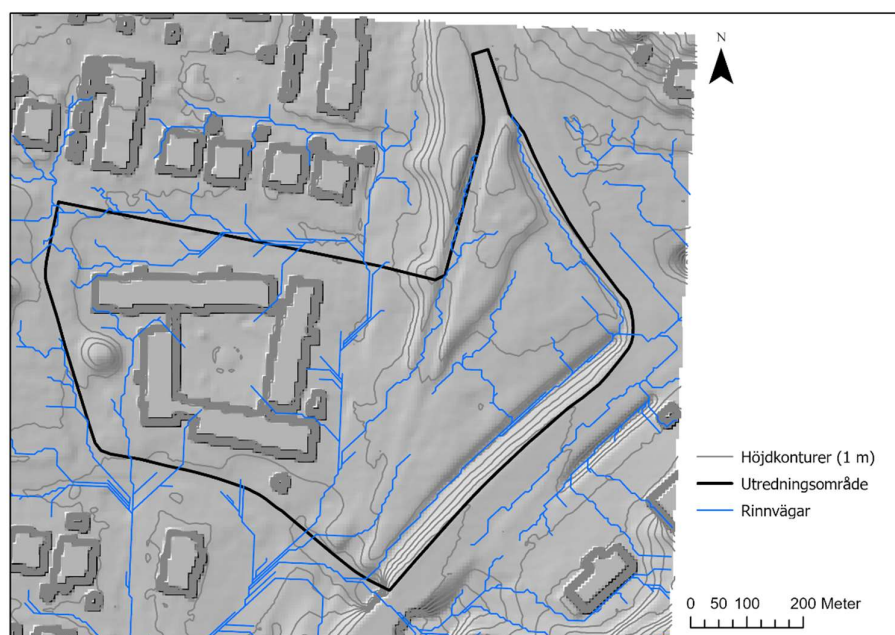 N
Höjdkonturer (1 m)
Utredningsområde
Rinnvägar
0 50 100 200 Meter